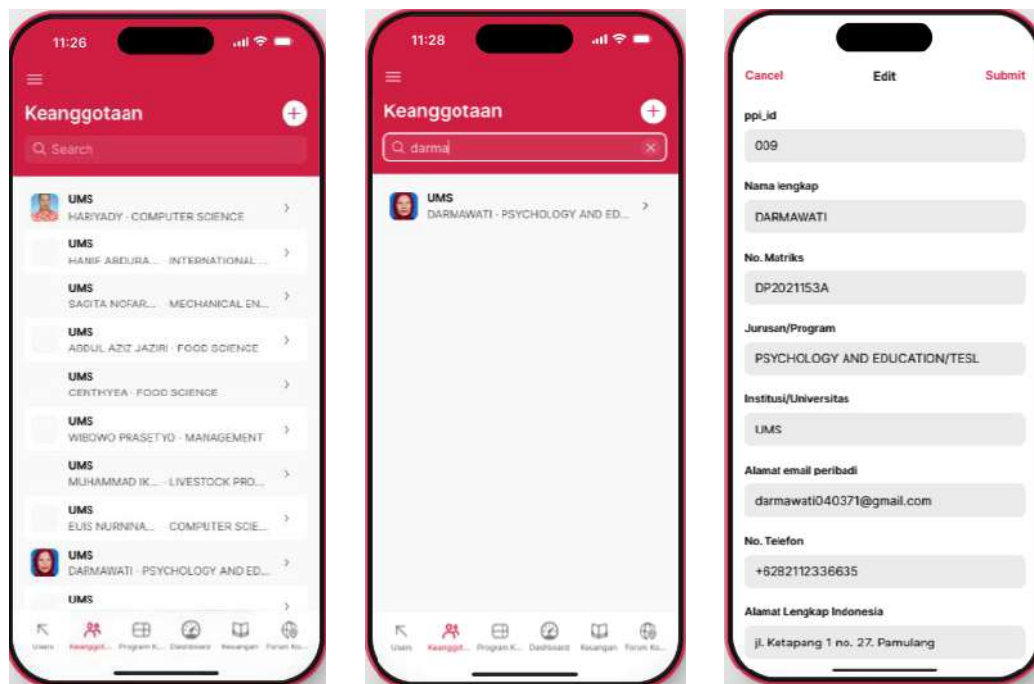 11:26
Keanggotaan
Search
UMS
HARIYADY · COMPUTER SCIENCE
UMS
HANIF ABDURA... · INTERNATIONAL ...
UMS
SAGITA NOFAR... · MECHANICAL EN...
UMS
ABDUL AZIZ JAZIRI · FOOD SCIENCE
UMS
CENTHYEA · FOOD SCIENCE
UMS
WIBOWO PRASETYO · MANAGEMENT
UMS
MUHAMMAD IK... · LIVESTOCK PRO...
UMS
ELIS NURNINA... · COMPUTER SCIE...
UMS
DARMAWATI · PSYCHOLOGY AND ED...
UMS
Users
Keanggot...
Program K...
Dashboard
Keuangan
Forum Ko...
11:28
Keanggotaan
darma
UMS
DARMAWATI · PSYCHOLOGY AND ED...
Users
Keanggot...
Program K...
Dashboard
Keuangan
Forum Ko...
Cancel
Edit
Submit
ppi_id
009
Nama lengkap
DARMAWATI
No. Matriks
DP2021153A
Jurusan/Program
PSYCHOLOGY AND EDUCATION/TESL
Institusi/Universitas
UMS
Alamat email peribadi
darmawati040371@gmail.com
No. Telefon
+6282112336635
Alamat Lengkap Indonesia
jl. Ketapang 1 no. 27. Pamulang